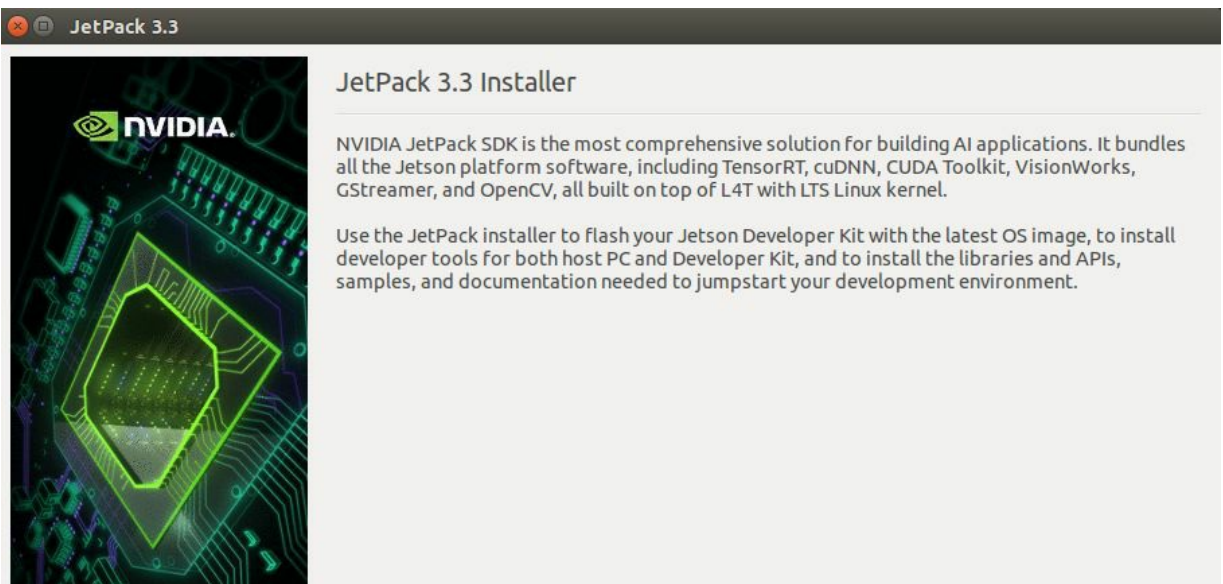 JetPack 3.3
NVIDIA.
JetPack 3.3 Installer
NVIDIA JetPack SDK is the most comprehensive solution for building AI applications. It bundles
all the Jetson platform software, including TensorRT, cuDNN, CUDA Toolkit, VisionWorks,
GStreamer, and OpenCV, all built on top of L4T with LTS Linux kernel.
Use the JetPack installer to flash your Jetson Developer Kit with the latest OS image, to install
developer tools for both host PC and Developer Kit, and to install the libraries and APIs,
samples, and documentation needed to jumpstart your development environment.